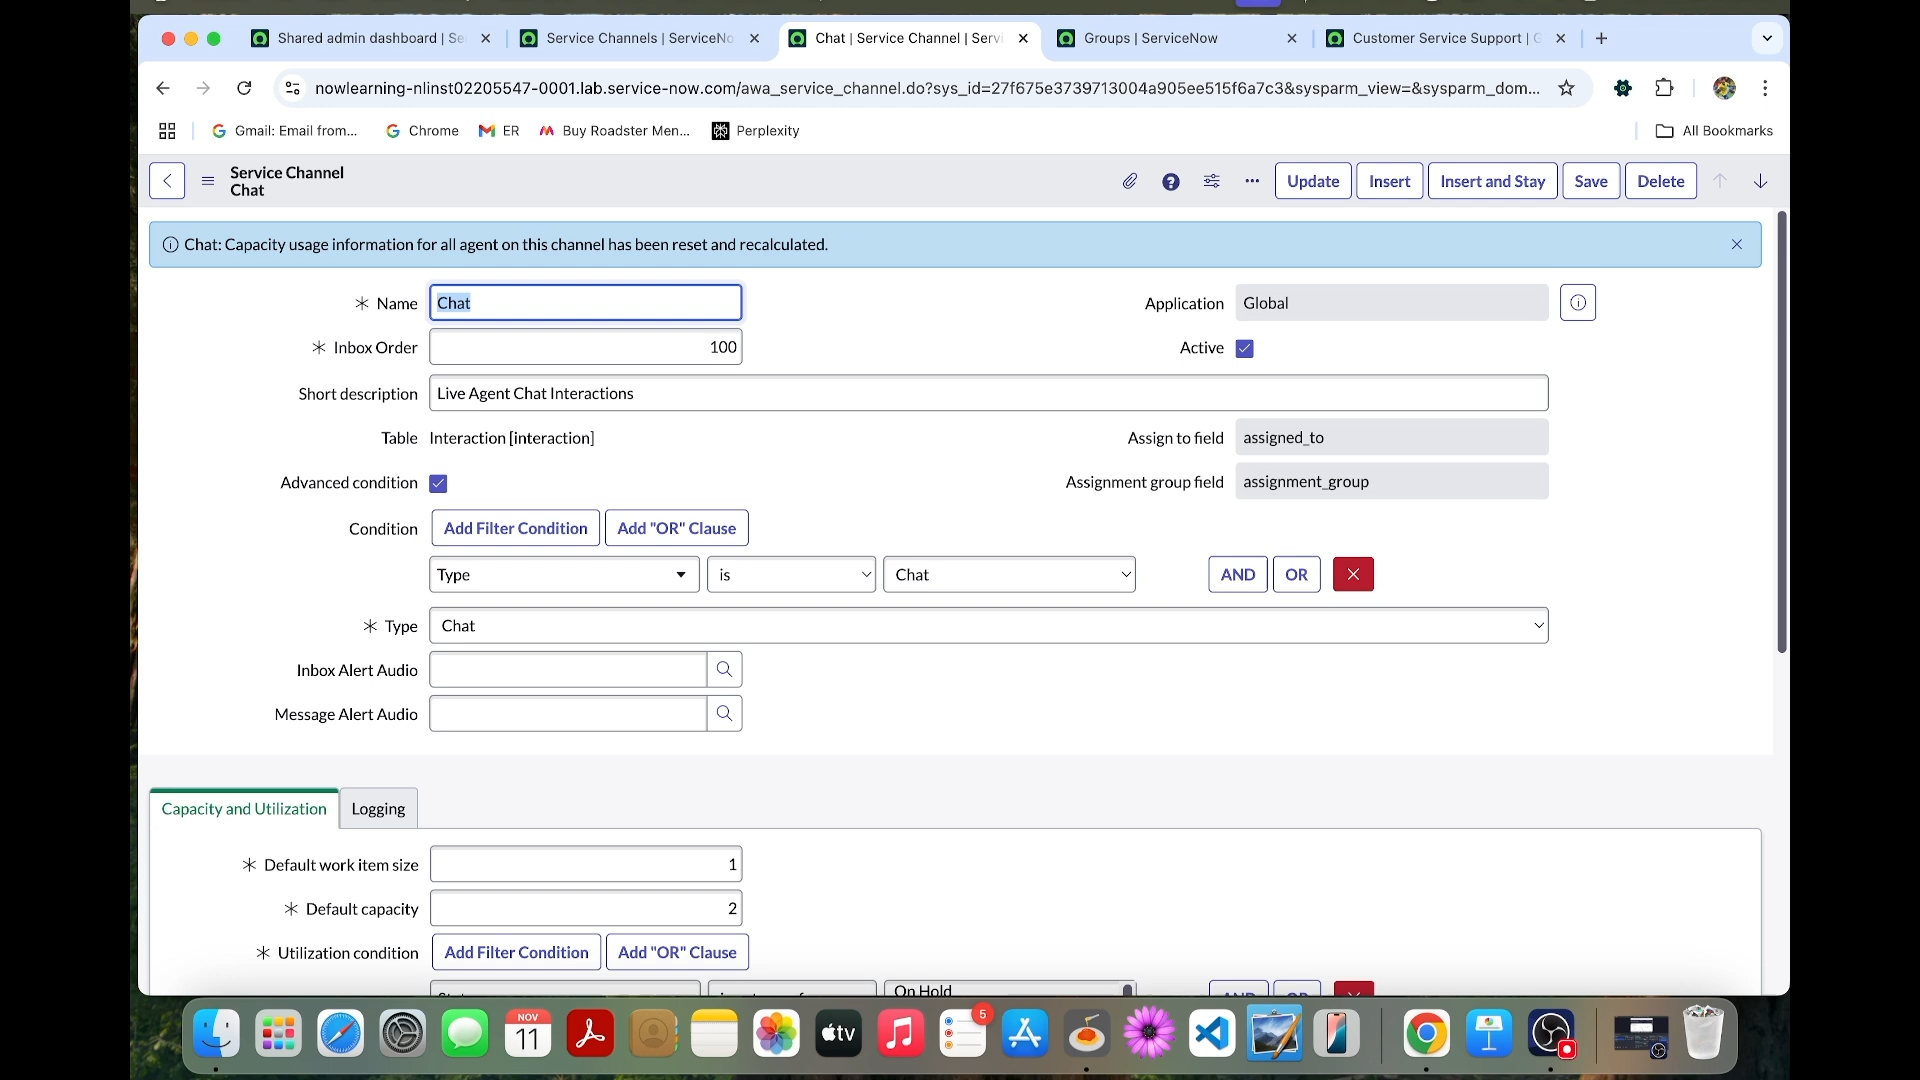 Shared admin dashboard | Se
Service Channels | ServiceNo
Chat | Service Channel | Servi
Groups | ServiceNow
Customer Service Support | G
nowlearning-nlinst02205547-0001.lab.service-now.com/awa_service_channel.do?sys_id=27f675e3739713004a905ee515f6a7c3&sysparm_view=&sysparm_dom...
Gmail: Email from...
Chrome
ER
Buy Roadster Men...
Perplexity
All Bookmarks
Service Channel
Chat
Update
Insert
Insert and Stay
Save
Delete
Chat: Capacity usage information for all agent on this channel has been reset and recalculated.
Name Chat
Application Global
Inbox Order 100
Active
Short description Live Agent Chat Interactions
Table Interaction [interaction]
Assign to field assigned_to
Advanced condition
Assignment group field assignment_group
Condition Add Filter Condition Add "OR" Clause
Type is Chat AND OR
Type Chat
Inbox Alert Audio
Message Alert Audio
Capacity and Utilization
Logging
Default work item size 1
Default capacity 2
Utilization condition Add Filter Condition Add "OR" Clause
On Hold AND OR
NOV
11
tv
5